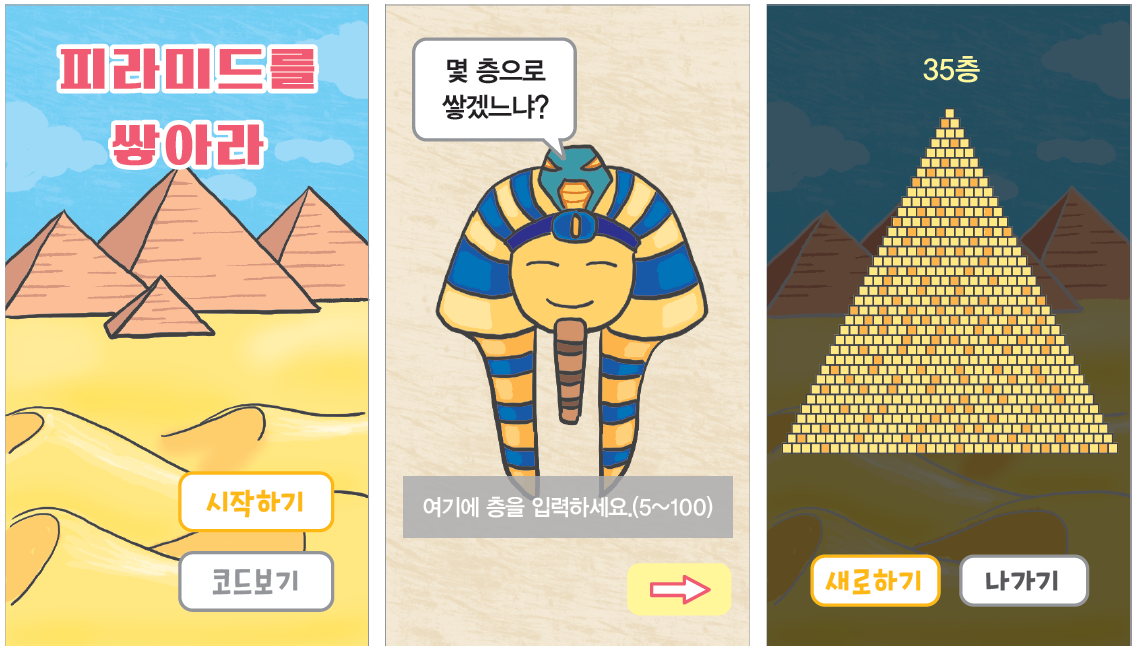 피라미드를
쌓아라
시작하기
코드보기
몇 층으로
쌓겠느냐?
여기에 층을 입력하세요.(5~100)
35층
새로하기
나가기